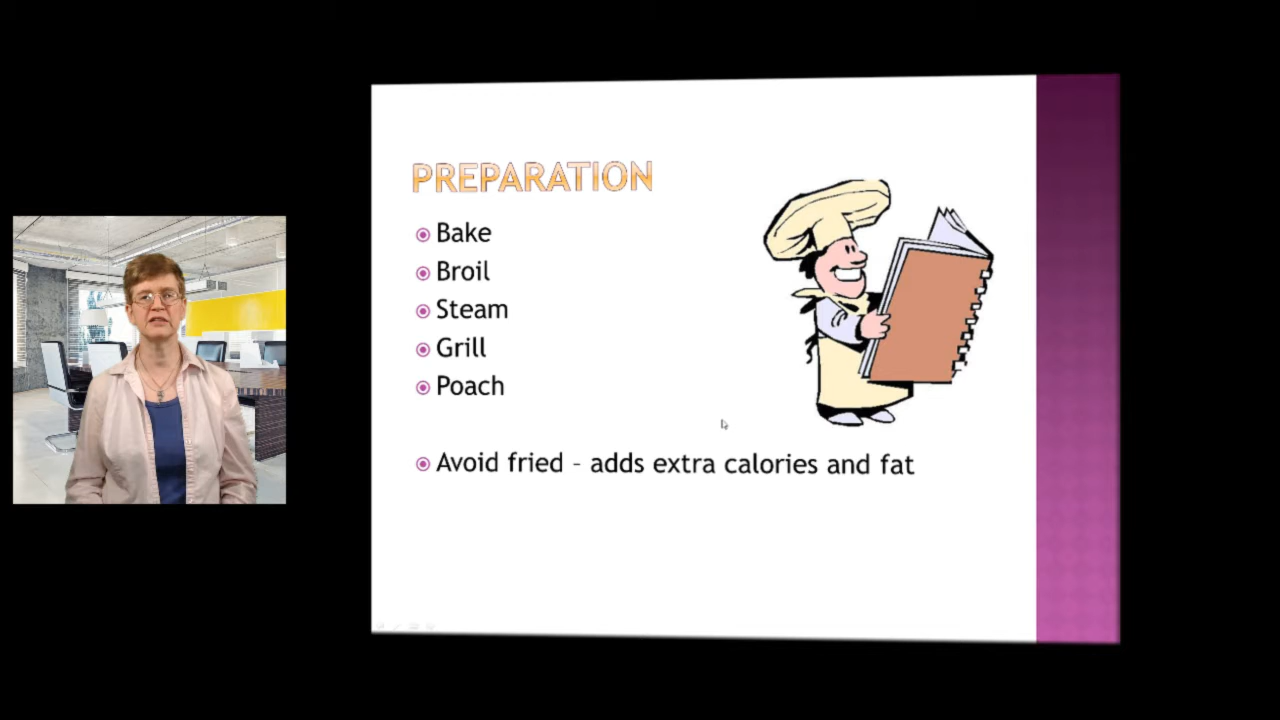 PREPARATION
Bake
Broil
Steam
Grill
Poach
Avoid fried – adds extra calories and fat